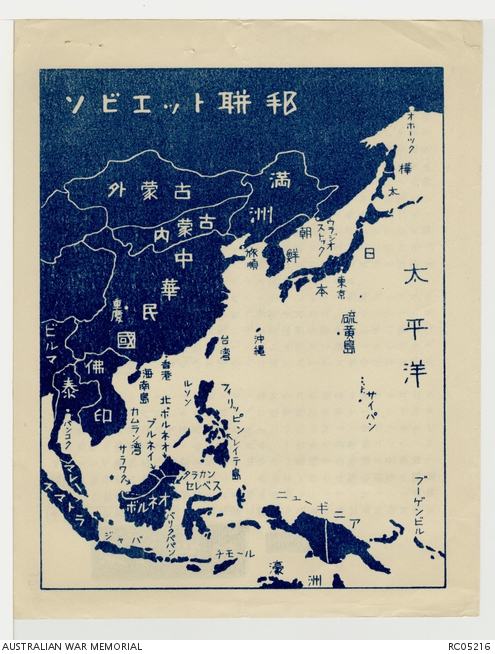 ソビエット聯邦
オホーツク
樺太
満洲
外蒙古
内蒙古
ウラジオストック
朝鮮
旅順
日本
東京
太平洋
中華民國
重慶
硫黄島
沖縄
台湾
ビルマ
佛印
泰
香港
海南島
カムラン湾
北ボルネオ
ブルネイ
サラワク
ルソン
フィリッピン
レイテ島
サイパン
バンコク
マレー
タラカン
セレベス
ボルネオ
スマトラ
ジャバ
バリクパパン
チモール
ニューギニア
ブーゲンビル
濠洲
AUSTRALIAN WAR MEMORIAL
RC05216